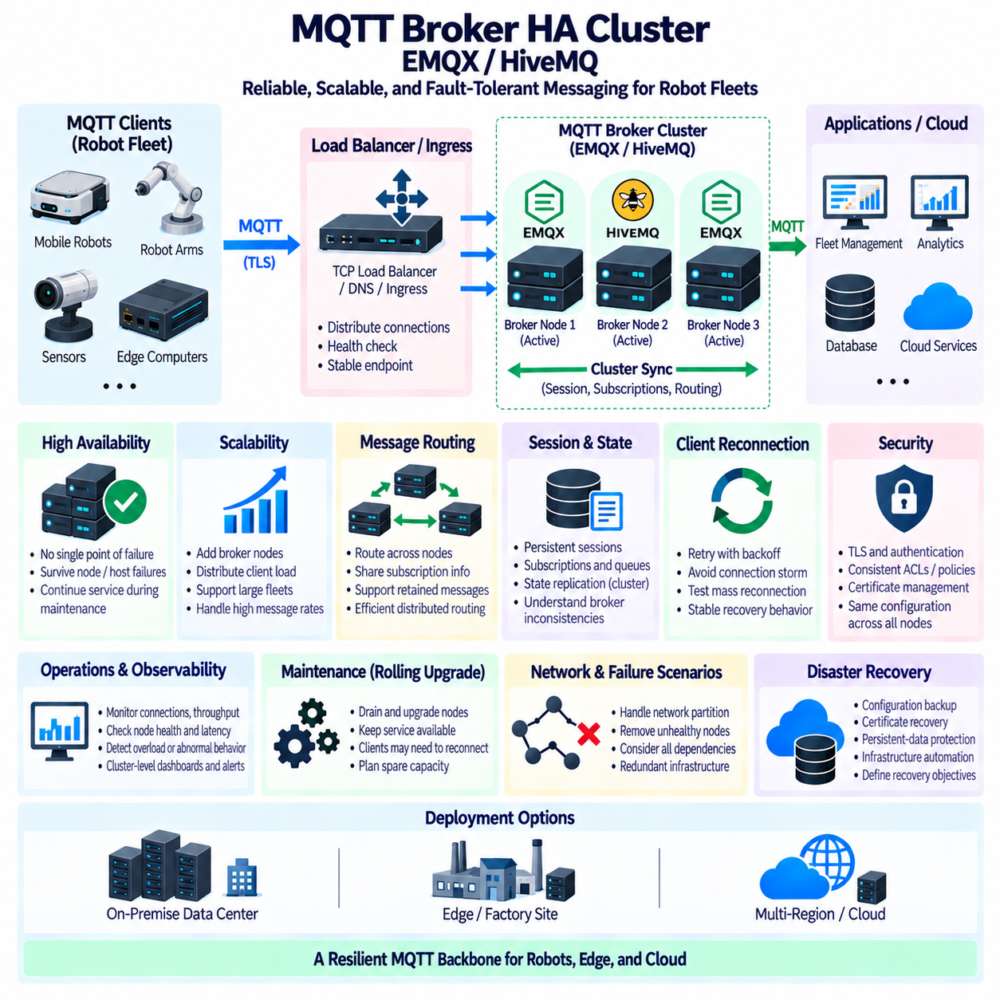 MQTT Broker HA Cluster
EMQX / HiveMQ
Reliable, Scalable, and Fault-Tolerant Messaging for Robot Fleets
MQTT Clients
(Robot Fleet)
Mobile Robots
Robot Arms
Sensors
Edge Computers
• • •
MQTT
(TLS)
Load Balancer / Ingress
TCP Load Balancer
/ DNS / Ingress
• Distribute connections
• Health check
• Stable endpoint
MQTT Broker Cluster
(EMQX / HiveMQ)
EMQX
HIVEMQ
EMQX
Broker Node 1
(Active)
Broker Node 2
(Active)
Broker Node 3
(Active)
Cluster Sync
(Session, Subscriptions, Routing)
MQTT
Applications / Cloud
Fleet Management
Analytics
Database
Cloud Services
• • •
High Availability
• No single point of failure
• Survive node / host failures
• Continue service during
maintenance
Scalability
• Add broker nodes
• Distribute client load
• Support large fleets
• Handle high message rates
Message Routing
• Route across nodes
• Share subscription info
• Support retained messages
• Efficient distributed routing
Session & State
• Persistent sessions
• Subscriptions and queues
• State replication (cluster)
• Understand broker
inconsistencies
Client Reconnection
• Retry with backoff
• Avoid connection storm
• Test mass reconnection
• Stable recovery behavior
Security
• TLS and authentication
• Consistent ACLs / policies
• Certificate management
• Same configuration
across all nodes
Operations & Observability
• Monitor connections, throughput
• Check node health and latency
• Detect overload or abnormal behavior
• Cluster-level dashboards and alerts
Maintenance (Rolling Upgrade)
• Drain and upgrade nodes
• Keep service available
• Clients may need to reconnect
• Plan spare capacity
Network & Failure Scenarios
• Handle network partition
• Remove unhealthy nodes
• Consider all dependencies
• Redundant infrastructure
Disaster Recovery
• Configuration backup
• Certificate recovery
• Persistent-data protection
• Infrastructure automation
• Define recovery objectives
Deployment Options
On-Premise Data Center
Edge / Factory Site
Multi-Region / Cloud
A Resilient MQTT Backbone for Robots, Edge, and Cloud